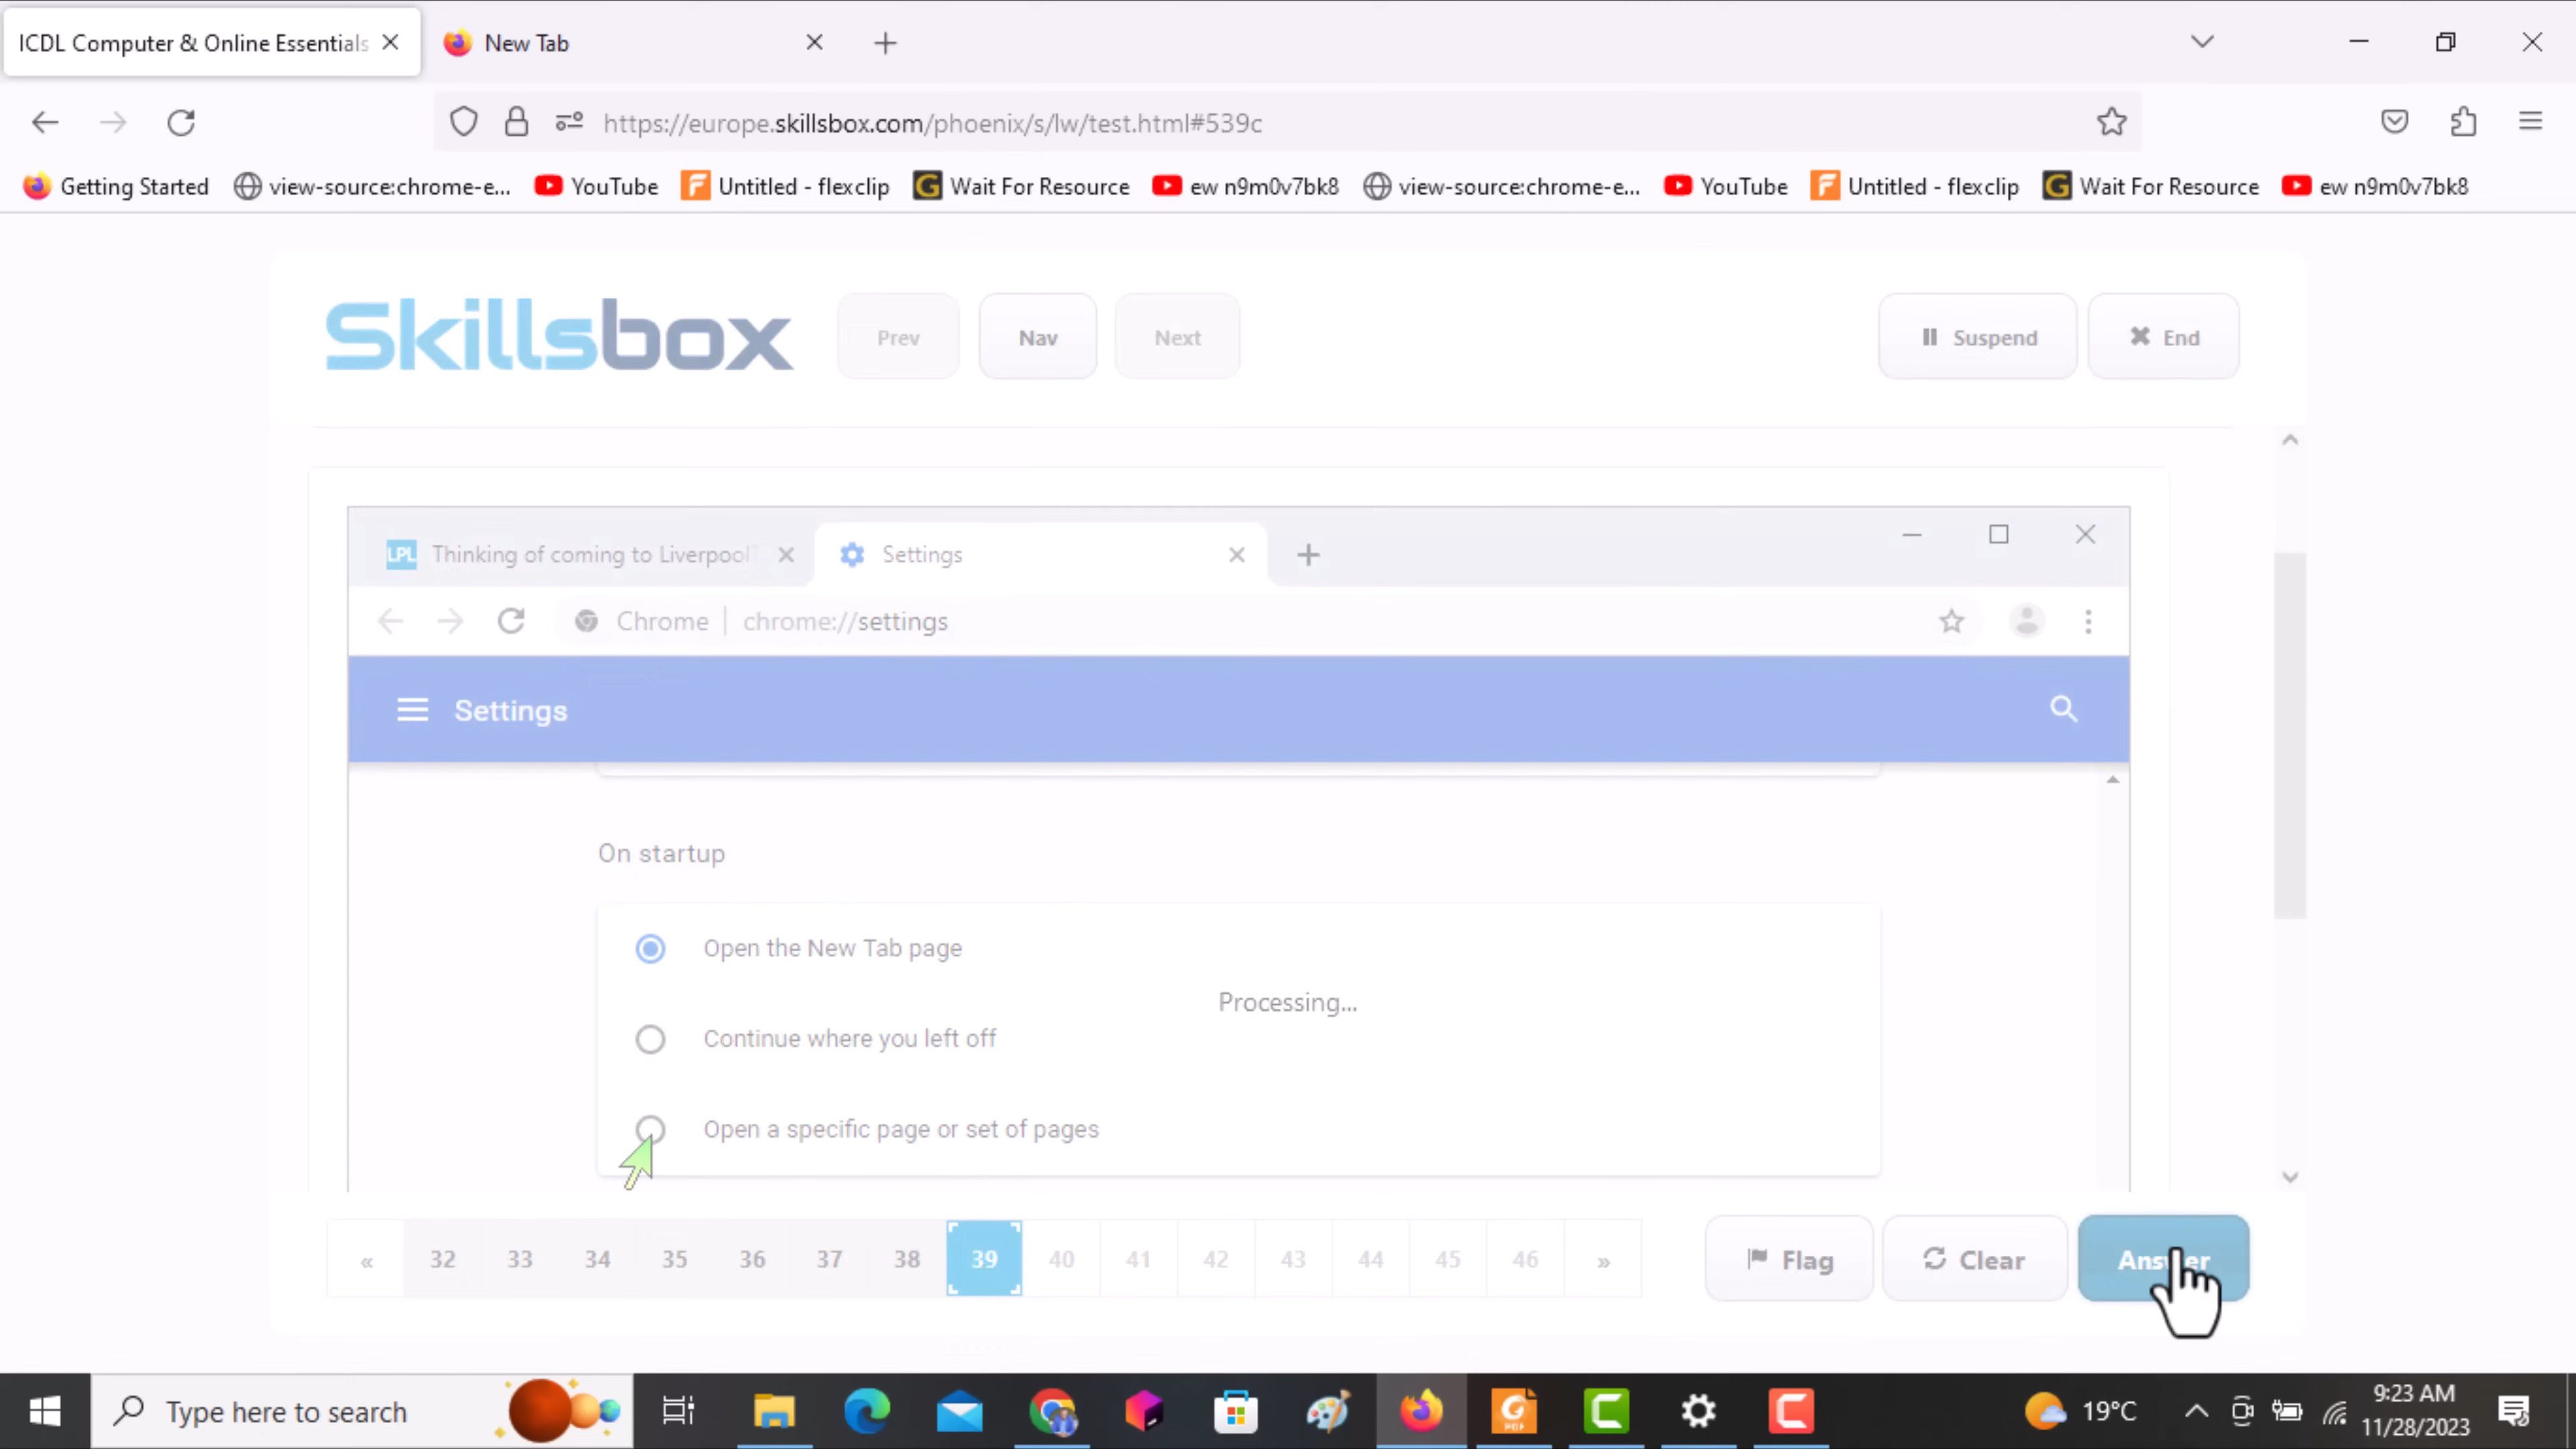 ICDL Computer & Online Essentials
New Tab
https://europe.skillsbox.com/phoenix/s/lw/test.html#539c
Getting Started
view-source:chrome-e...
YouTube
Untitled - flexclip
Wait For Resource
ew n9m0v7bk8
view-source:chrome-e...
YouTube
Untitled - flexclip
Wait For Resource
ew n9m0v7bk8
Skillsbox
Prev
Nav
Next
Suspend
End
LPL Thinking of coming to Liverpool?
Settings
Chrome | chrome://settings
Settings
On startup
Open the New Tab page
Processing...
Continue where you left off
Open a specific page or set of pages
« 32 33 34 35 36 37 38 39 40 41 42 43 44 45 46 »
Flag
Clear
Answer
Type here to search
19°C
9:23 AM
11/28/2023